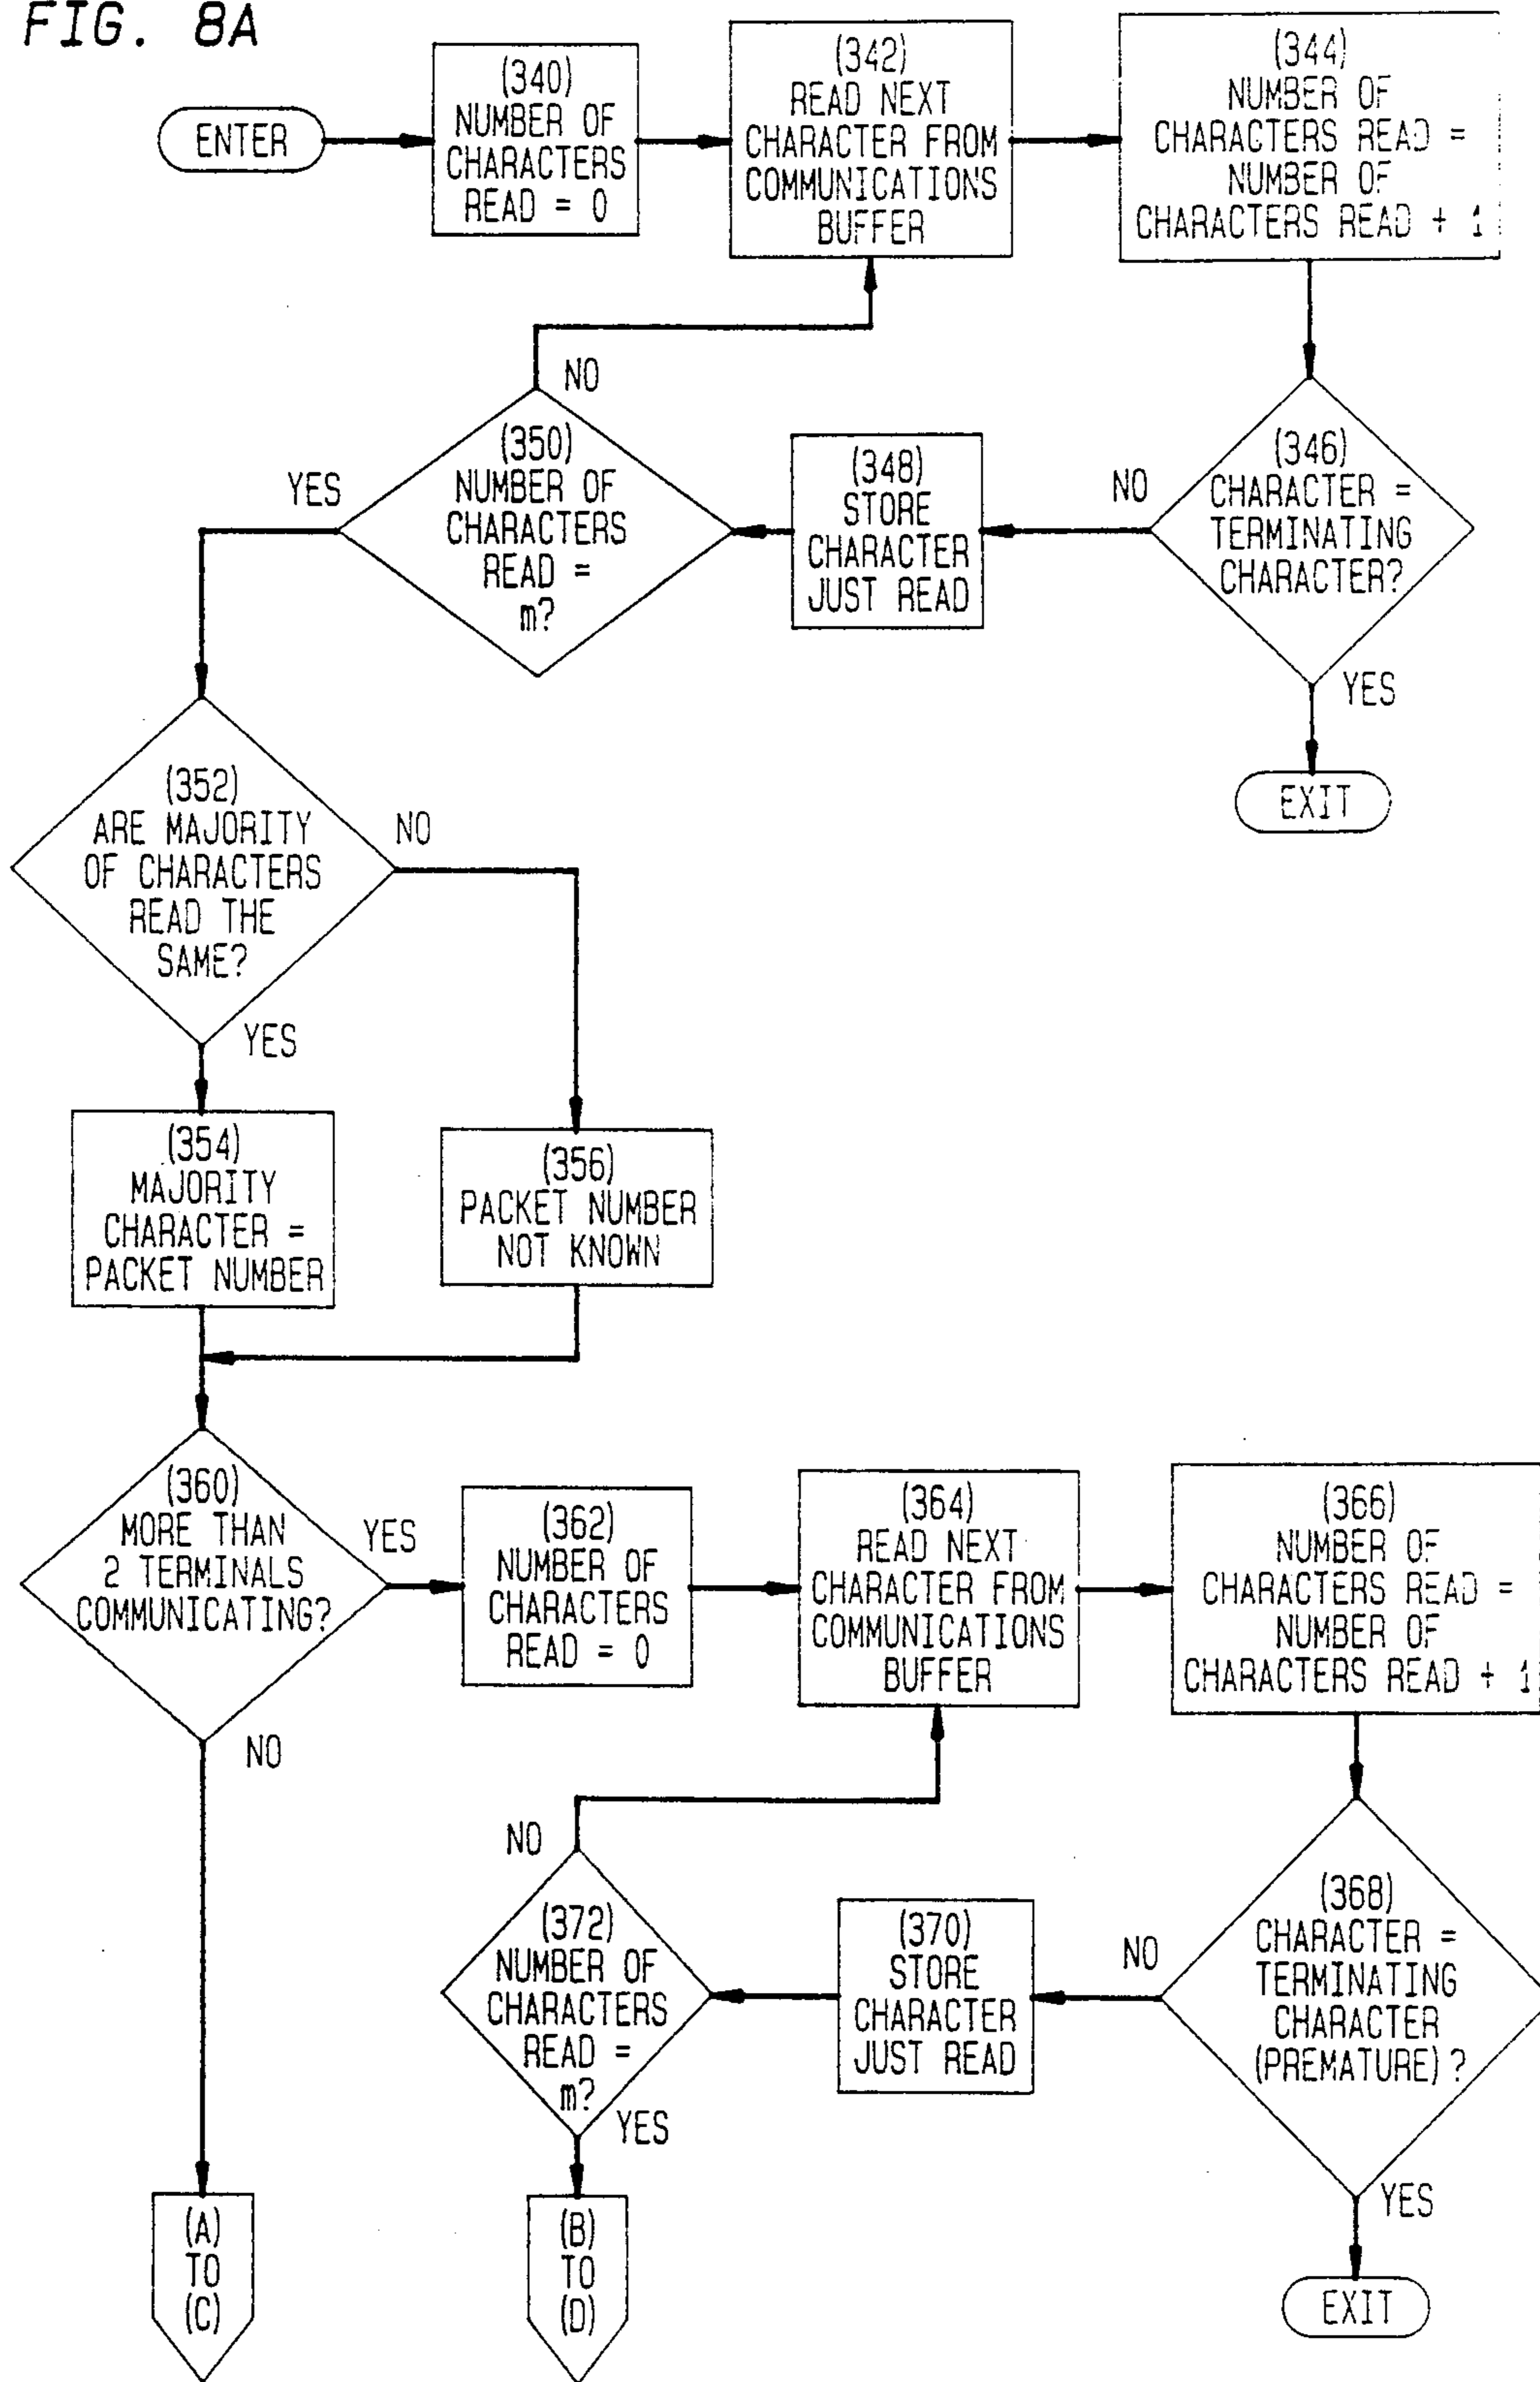 FIG. 8A
ENTER
(340)
NUMBER OF
CHARACTERS
READ = 0
(342)
READ NEXT
CHARACTER FROM
COMMUNICATIONS
BUFFER
(344)
NUMBER OF
CHARACTERS READ =
NUMBER OF
CHARACTERS READ + 1
(346)
CHARACTER =
TERMINATING
CHARACTER?
NO
YES
EXIT
(348)
STORE
CHARACTER
JUST READ
(350)
NUMBER OF
CHARACTERS
READ =
m?
NO
YES
(352)
ARE MAJORITY
OF CHARACTERS
READ THE
SAME?
NO
YES
(354)
MAJORITY
CHARACTER =
PACKET NUMBER
(356)
PACKET NUMBER
NOT KNOWN
(360)
MORE THAN
2 TERMINALS
COMMUNICATING?
YES
NO
(362)
NUMBER OF
CHARACTERS
READ = 0
(364)
READ NEXT
CHARACTER FROM
COMMUNICATIONS
BUFFER
(366)
NUMBER OF
CHARACTERS READ =
NUMBER OF
CHARACTERS READ + 1
(368)
CHARACTER =
TERMINATING
CHARACTER
(PREMATURE)?
NO
YES
EXIT
(370)
STORE
CHARACTER
JUST READ
(372)
NUMBER OF
CHARACTERS
READ =
m?
NO
YES
(A)
TO
(C)
(B)
TO
(D)